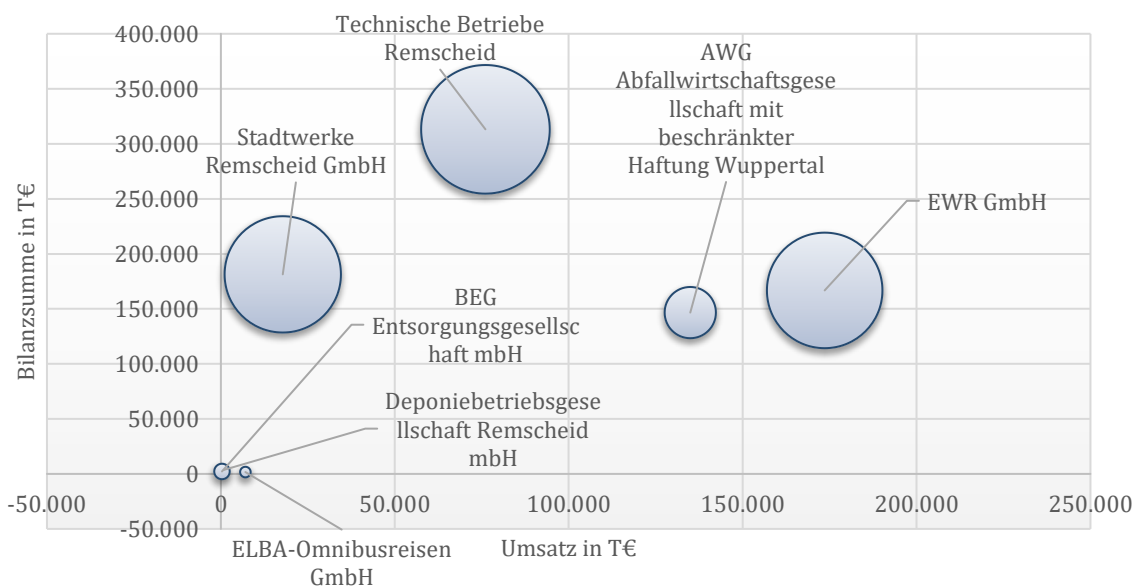 400.000
350.000
300.000
250.000
200.000
150.000
100.000
50.000
0
-50.000
Bilanzsumme in T€
Technische Betriebe
Remscheid
Stadtwerke
Remscheid GmbH
AWG
Abfallwirtschaftsgese
llschaft mit
beschränkter
Haftung Wuppertal
EWR GmbH
BEG
Entsorgungsgesellsc
haft mbH
Deponiebetriebsgese
llschaft Remscheid
mbH
ELBA-Omnibusreisen
GmbH
-50.000
0
50.000
100.000
150.000
200.000
250.000
Umsatz in T€